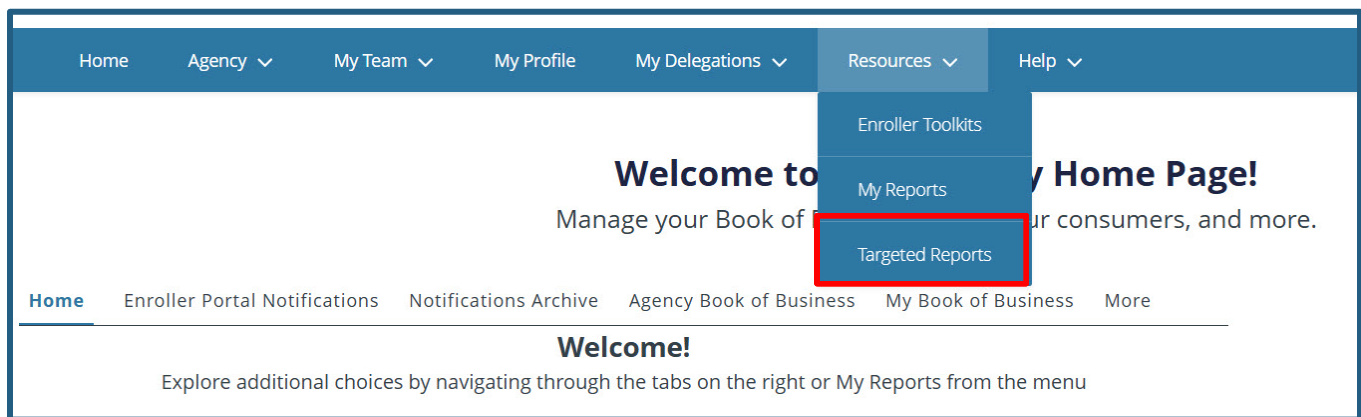 Home Agency My Team My Profile My Delegations Resources Help
Enroller Toolkits
Welcome to y Home Page!
My Reports
Manage your Book of ur consumers, and more.
Targeted Reports
Home Enroller Portal Notifications Notifications Archive Agency Book of Business My Book of Business More
Welcome!
Explore additional choices by navigating through the tabs on the right or My Reports from the menu